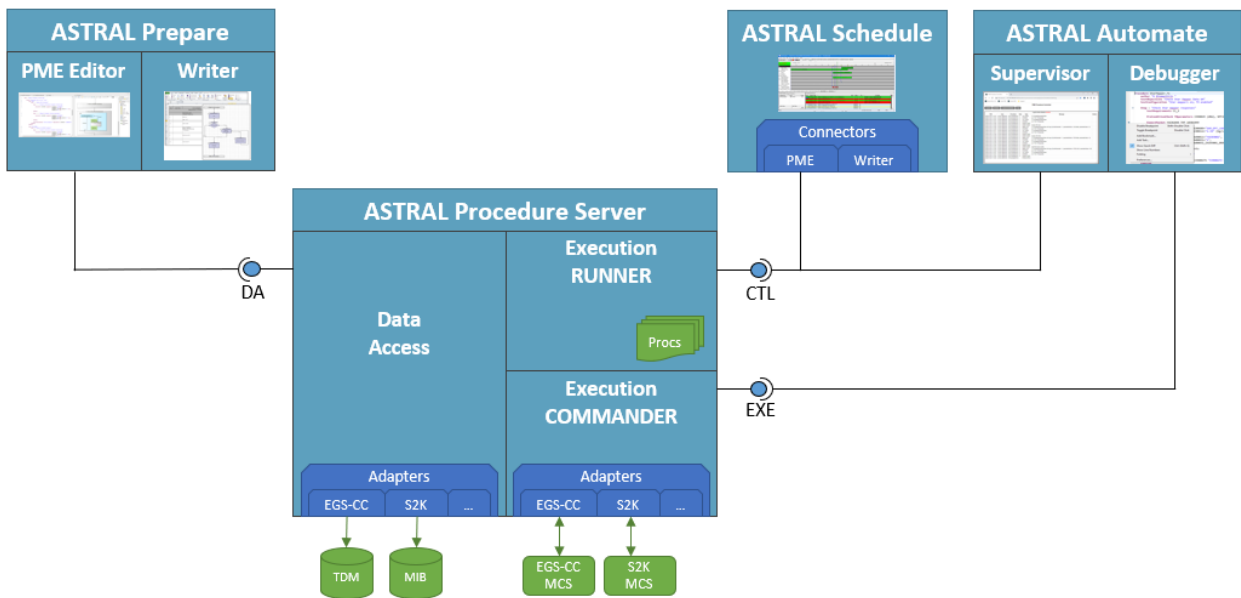 ASTRAL Prepare
PME Editor
Writer
ASTRAL Schedule
Connectors
PME
Writer
ASTRAL Automate
Supervisor
Debugger
ASTRAL Procedure Server
Data
Access
Execution
RUNNER
Procs
Execution
COMMANDER
DA
CTL
EXE
Adapters
EGS-CC
S2K
...
Adapters
EGS-CC
S2K
...
TDM
MIB
EGS-CC
MCS
S2K
MCS